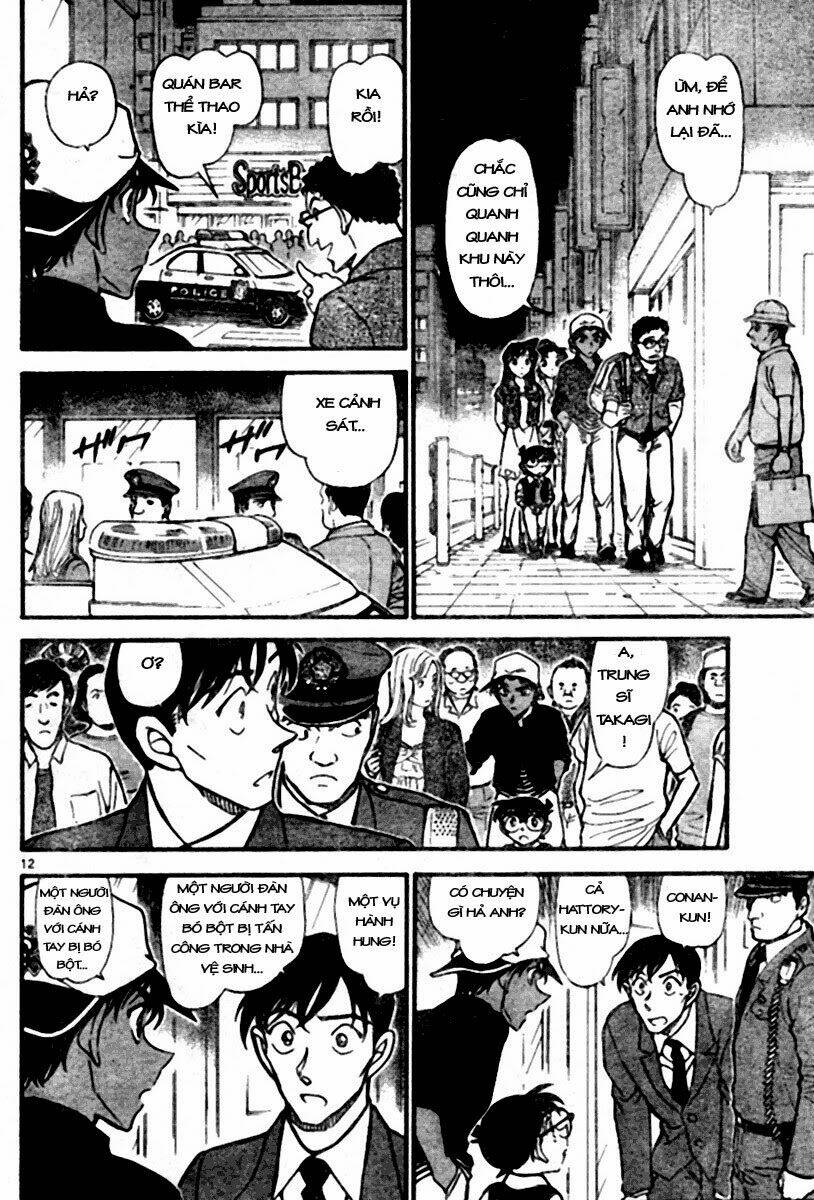 ỪM, ĐỂ
ANH NHỚ
LẠI ĐÃ...
CHẮC
CŨNG CHỈ
QUANH
QUANH
KHU NÀY
THÔI...
KIA
RỒI!
QUÁN BAR
THỂ THAO
KÌA!
HẢ?
SportsB
POLICE
XE CẢNH
SÁT...
A,
TRUNG
SĨ
TAKAGI
!
Ơ?
12
CONAN-
KUN!
CẢ
HATTORY-
KUN NỮA...
CÓ CHUYỆN
GÌ HẢ ANH?
MỘT VỤ
HÀNH
HUNG!
MỘT NGƯỜI ĐÀN
ÔNG VỚI CÁNH TAY
BÓ BỘT BỊ TẤN
CÔNG TRONG NHÀ
VỆ SINH...
MỘT NGƯỜI
ĐÀN ÔNG
VỚI CÁNH
TAY BỊ BÓ
BỘT...